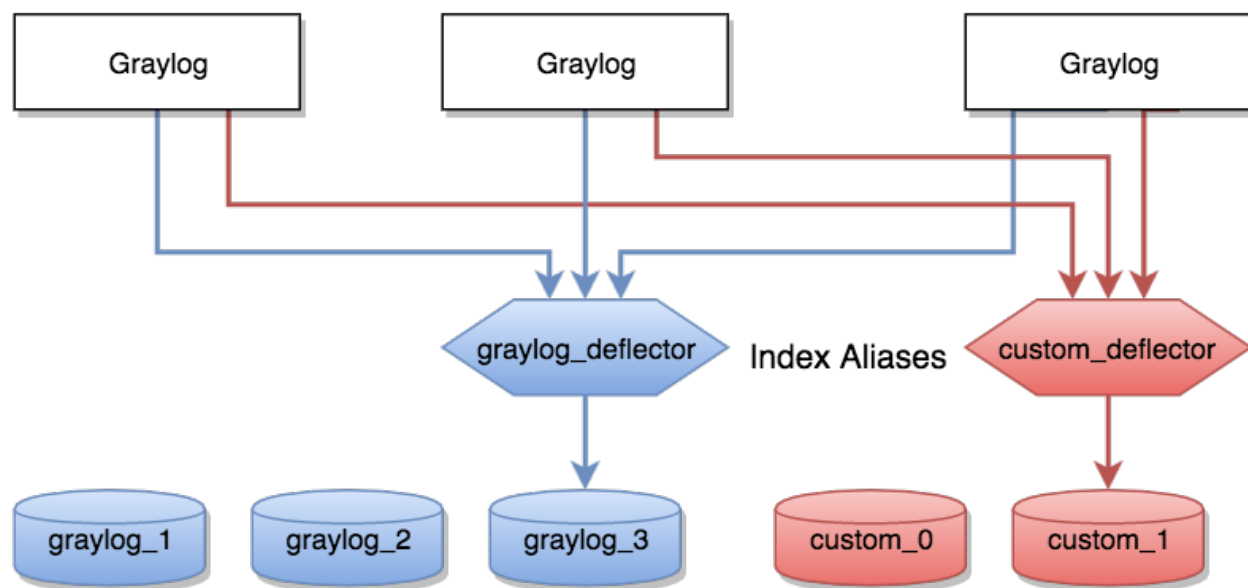 Graylog
Graylog
Graylog
graylog_deflector
Index Aliases
custom_deflector
graylog_1
graylog_2
graylog_3
custom_0
custom_1